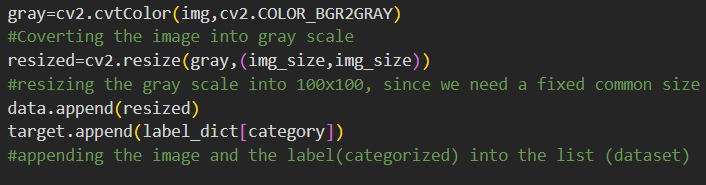 gray=cv2.cvtColor(img,cv2.COLOR_BGR2GRAY)
#Coverting the image into gray scale
resized=cv2.resize(gray,(img_size,img_size))
#resizing the gray scale into 100x100, since we need a fixed common size
data.append(resized)
target.append(label_dict[category])
#appending the image and the label(categorized) into the list (dataset)